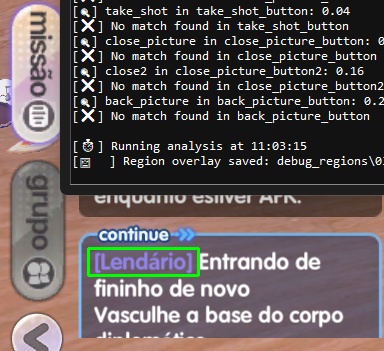 [🔍] take_shot in take_shot_button: 0.04
[❌] No match found in take_shot_button
[🔍] close_picture in close_picture_button: 0
[❌] No match found in close_picture_button
[🔍] close2 in close_picture_button2: 0.16
[❌] No match found in close_picture_button2
[🔍] back_picture in back_picture_button: 0.2
[❌] No match found in back_picture_button
[⏱] Running analysis at 11:03:15
[🖼 ] Region overlay saved: debug_regions\0
missão
grupo
enquanto estiver AFK.
continue
[Lendário] Entrando de
fininho de novo
Vasculhe a base do corpo